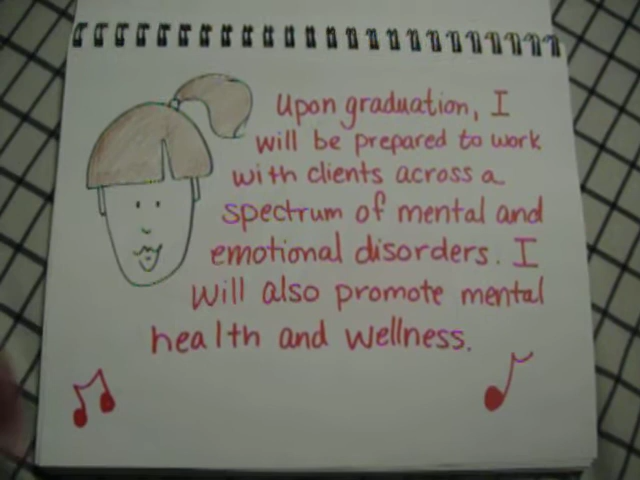 Upon graduation, I
will be prepared to work
with clients across a
spectrum of mental and
emotional disorders. I
will also promote mental
health and wellness.